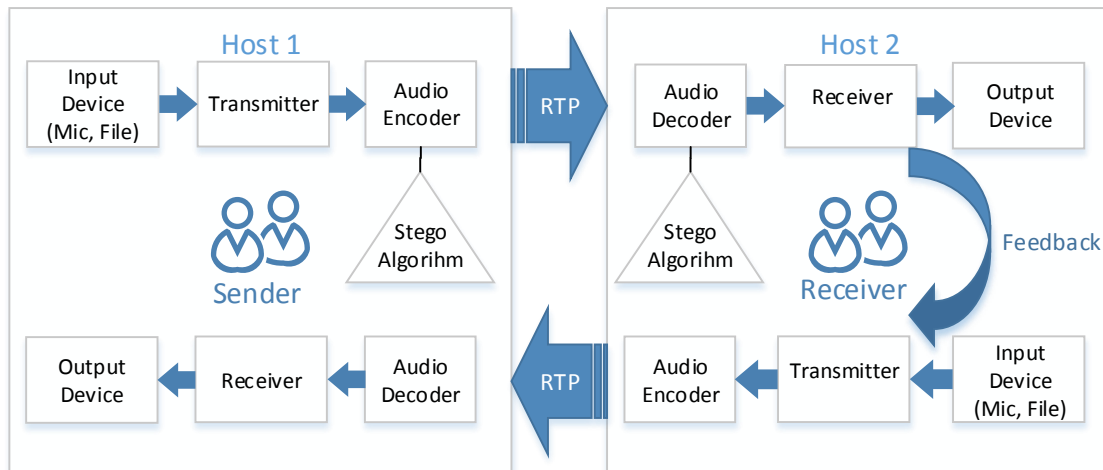 Host 1
Input
Device
(Mic, File)
Transmitter
Audio
Encoder
RTP
Host 2
Audio
Decoder
Receiver
Output
Device
Stego
Algorihm
Sender
Stego
Algorihm
Receiver
Feedback
Output
Device
Receiver
Audio
Decoder
RTP
Audio
Encoder
Transmitter
Input
Device
(Mic, File)